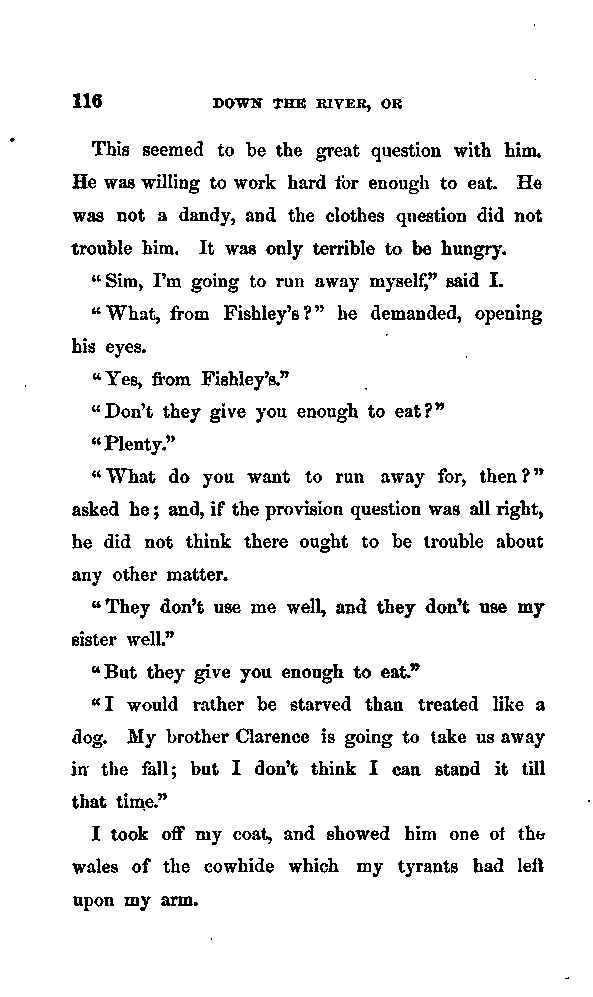 116 DOWN THE RIVER, OR
This seemed to be the great question with him.
He was willing to work hard for enough to eat. He
was not a dandy, and the clothes question did not
trouble him. It was only terrible to be hungry.
“Sim, I’m going to run away myself,” said I.
“What, from Fishley’s?” he demanded, opening
his eyes.
“Yes, from Fishley’s.”
“Don’t they give you enough to eat?”
“Plenty.”
“What do you want to run away for, then?”
asked he; and, if the provision question was all right,
he did not think there ought to be trouble about
any other matter.
“They don’t use me well, and they don’t use my
sister well.”
“But they give you enough to eat.”
“I would rather be starved than treated like a
dog. My brother Clarence is going to take us away
in the fall; but I don’t think I can stand it till
that time.”
I took off my coat, and showed him one of the
wales of the cowhide which my tyrants had left
upon my arm.